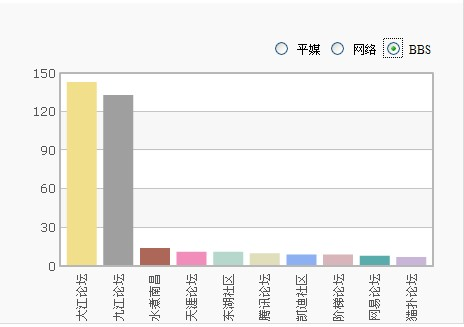 平媒 网络 BBS
150
120
90
60
30
0
大江论坛
九江论坛
水煮南昌
天涯论坛
东湖社区
腾讯论坛
凯迪社区
阶梯论坛
网易论坛
猫扑论坛